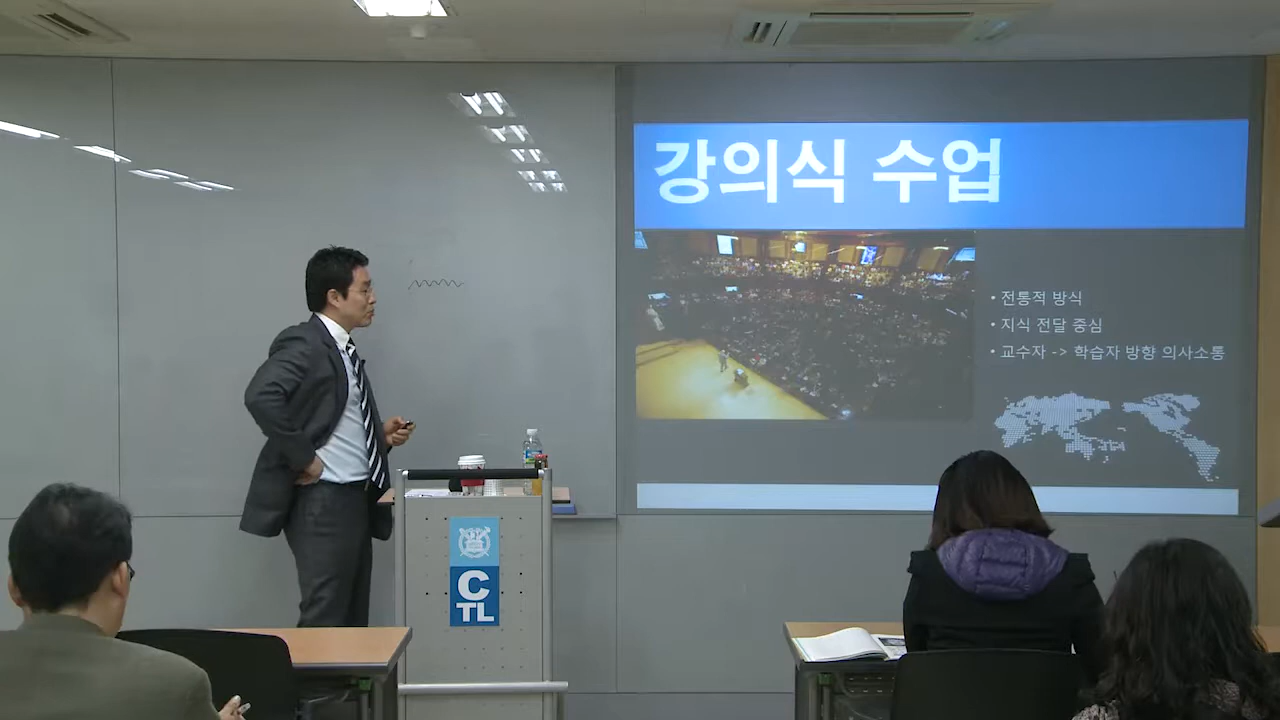 강의식 수업
• 전통적 방식
• 지식 전달 중심
• 교수자 -> 학습자 방향 의사소통
C
TL